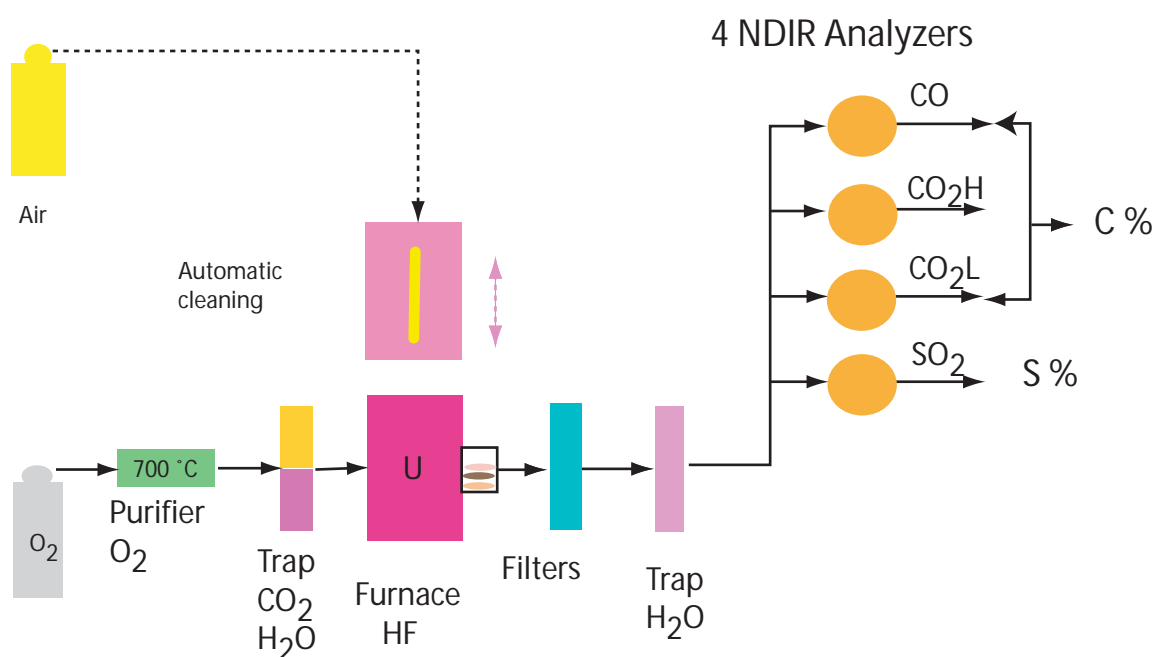 4 NDIR Analyzers
Air
Automatic
cleaning
CO
CO2H
CO2L
SO2
C %
S %
O2
700 °C
Purifier
O2
Trap
CO2
H2O
U
Furnace
HF
Filters
Trap
H2O